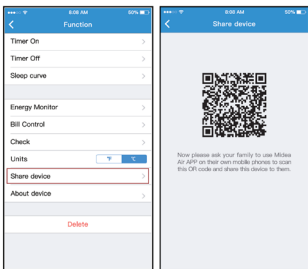 9:08 AM
50%
Function
Timer On
Timer Off
Sleep curve
Energy Monitor
Bill Control
Check
Units
°F
°C
Share device
About device
Delete
9:08 AM
50%
Share device
Now please ask your family to use Midea
Air APP on their own mobile phones to scan
this QR code and share this device to them.